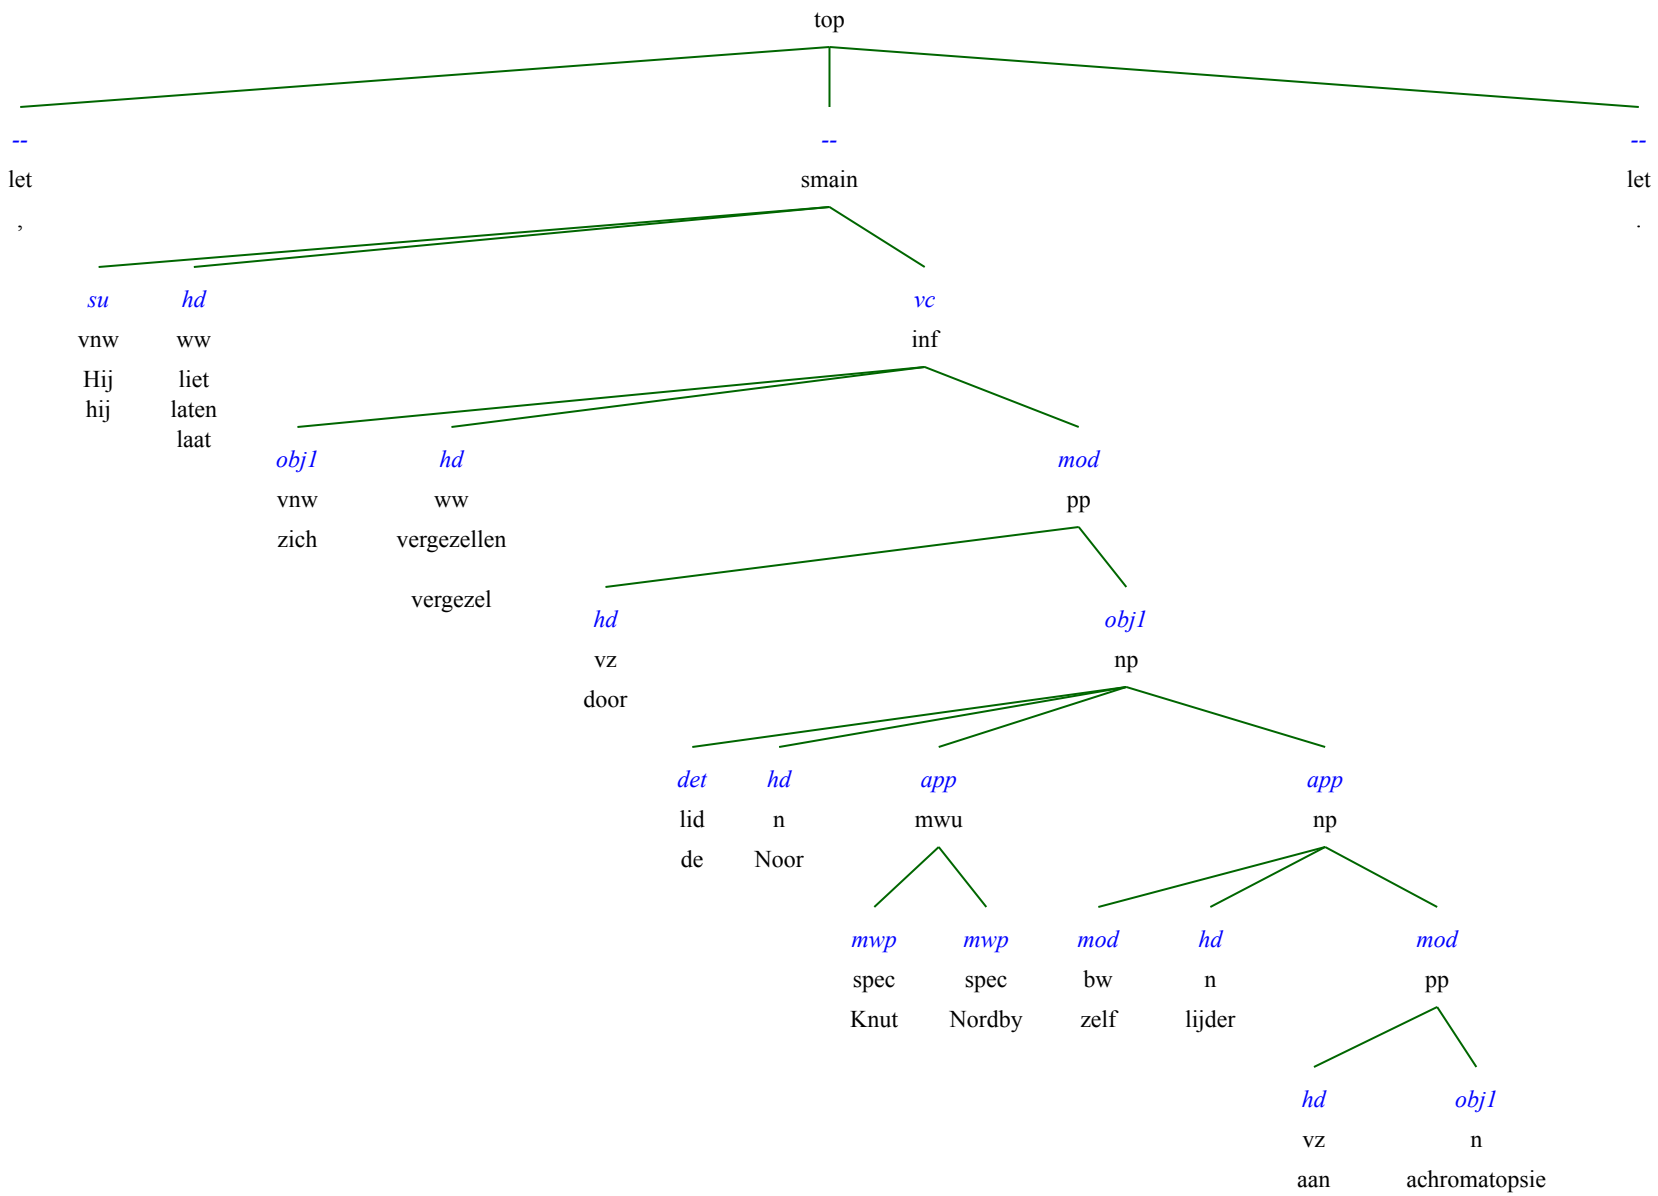 top
-- -- --
let smain let
, .
su hd vc
vnw ww inf
Hij liet
hij laten
laat
obj1 hd mod
vnw ww pp
zich vergezellen
vergezel
hd obj1
vz np
door
det hd app app
lid n mwu np
de Noor
mwp mwp mod hd mod
spec spec bw n pp
Knut Nordby zelf lijder
hd obj1
vz n
aan achromatopsie